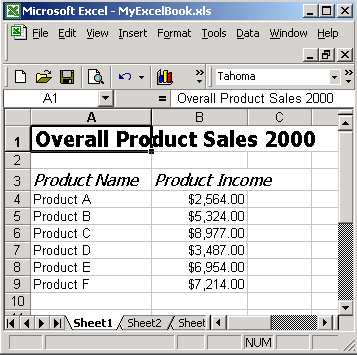 Microsoft Excel - MyExcelBook.xls
File Edit View Insert Format Tools Data Window Help
Tahoma
A1 = Overall Product Sales 2000
A B C
1 Overall Product Sales 2000
2
3 Product Name Product Income
4 Product A $2,564.00
5 Product B $5,324.00
6 Product C $8,977.00
7 Product D $3,487.00
8 Product E $6,954.00
9 Product F $7,214.00
10
Sheet1 Sheet2 Sheet
NUM